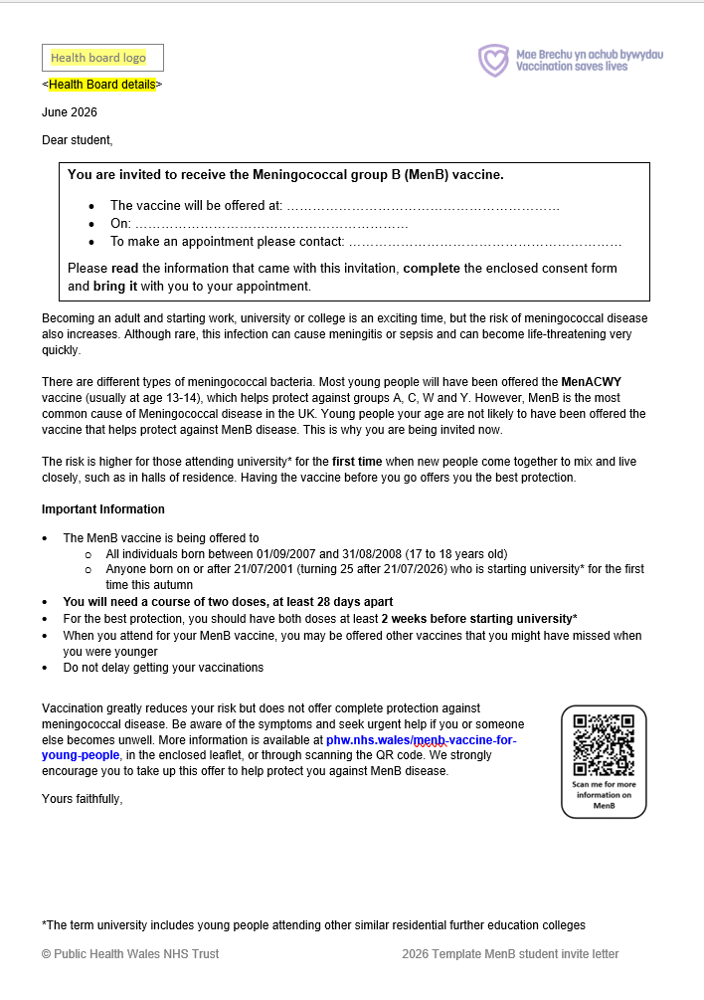 Health board logo
Mae Brechu yn achub bywydau
Vaccination saves lives
<Health Board details>
June 2026
Dear student,
You are invited to receive the Meningococcal group B (MenB) vaccine.
• The vaccine will be offered at: ………………………………………………………
• On: ………………………………………………………
• To make an appointment please contact: ………………………………………………………
Please read the information that came with this invitation, complete the enclosed consent form
and bring it with you to your appointment.
Becoming an adult and starting work, university or college is an exciting time, but the risk of meningococcal disease
also increases. Although rare, this infection can cause meningitis or sepsis and can become life-threatening very
quickly.
There are different types of meningococcal bacteria. Most young people will have been offered the MenACWY
vaccine (usually at age 13-14), which helps protect against groups A, C, W and Y. However, MenB is the most
common cause of Meningococcal disease in the UK. Young people your age are not likely to have been offered the
vaccine that helps protect against MenB disease. This is why you are being invited now.
The risk is higher for those attending university* for the first time when new people come together to mix and live
closely, such as in halls of residence. Having the vaccine before you go offers you the best protection.
Important Information
• The MenB vaccine is being offered to
o All individuals born between 01/09/2007 and 31/08/2008 (17 to 18 years old)
o Anyone born on or after 21/07/2001 (turning 25 after 21/07/2026) who is starting university* for the first
time this autumn
• You will need a course of two doses, at least 28 days apart
• For the best protection, you should have both doses at least 2 weeks before starting university*
• When you attend for your MenB vaccine, you may be offered other vaccines that you might have missed when
you were younger
• Do not delay getting your vaccinations
Vaccination greatly reduces your risk but does not offer complete protection against
meningococcal disease. Be aware of the symptoms and seek urgent help if you or someone
else becomes unwell. More information is available at phw.nhs.wales/menb-vaccine-for-
young-people, in the enclosed leaflet, or through scanning the QR code. We strongly
encourage you to take up this offer to help protect you against MenB disease.
Scan me for more
information on
MenB
Yours faithfully,
*The term university includes young people attending other similar residential further education colleges
© Public Health Wales NHS Trust
2026 Template MenB student invite letter